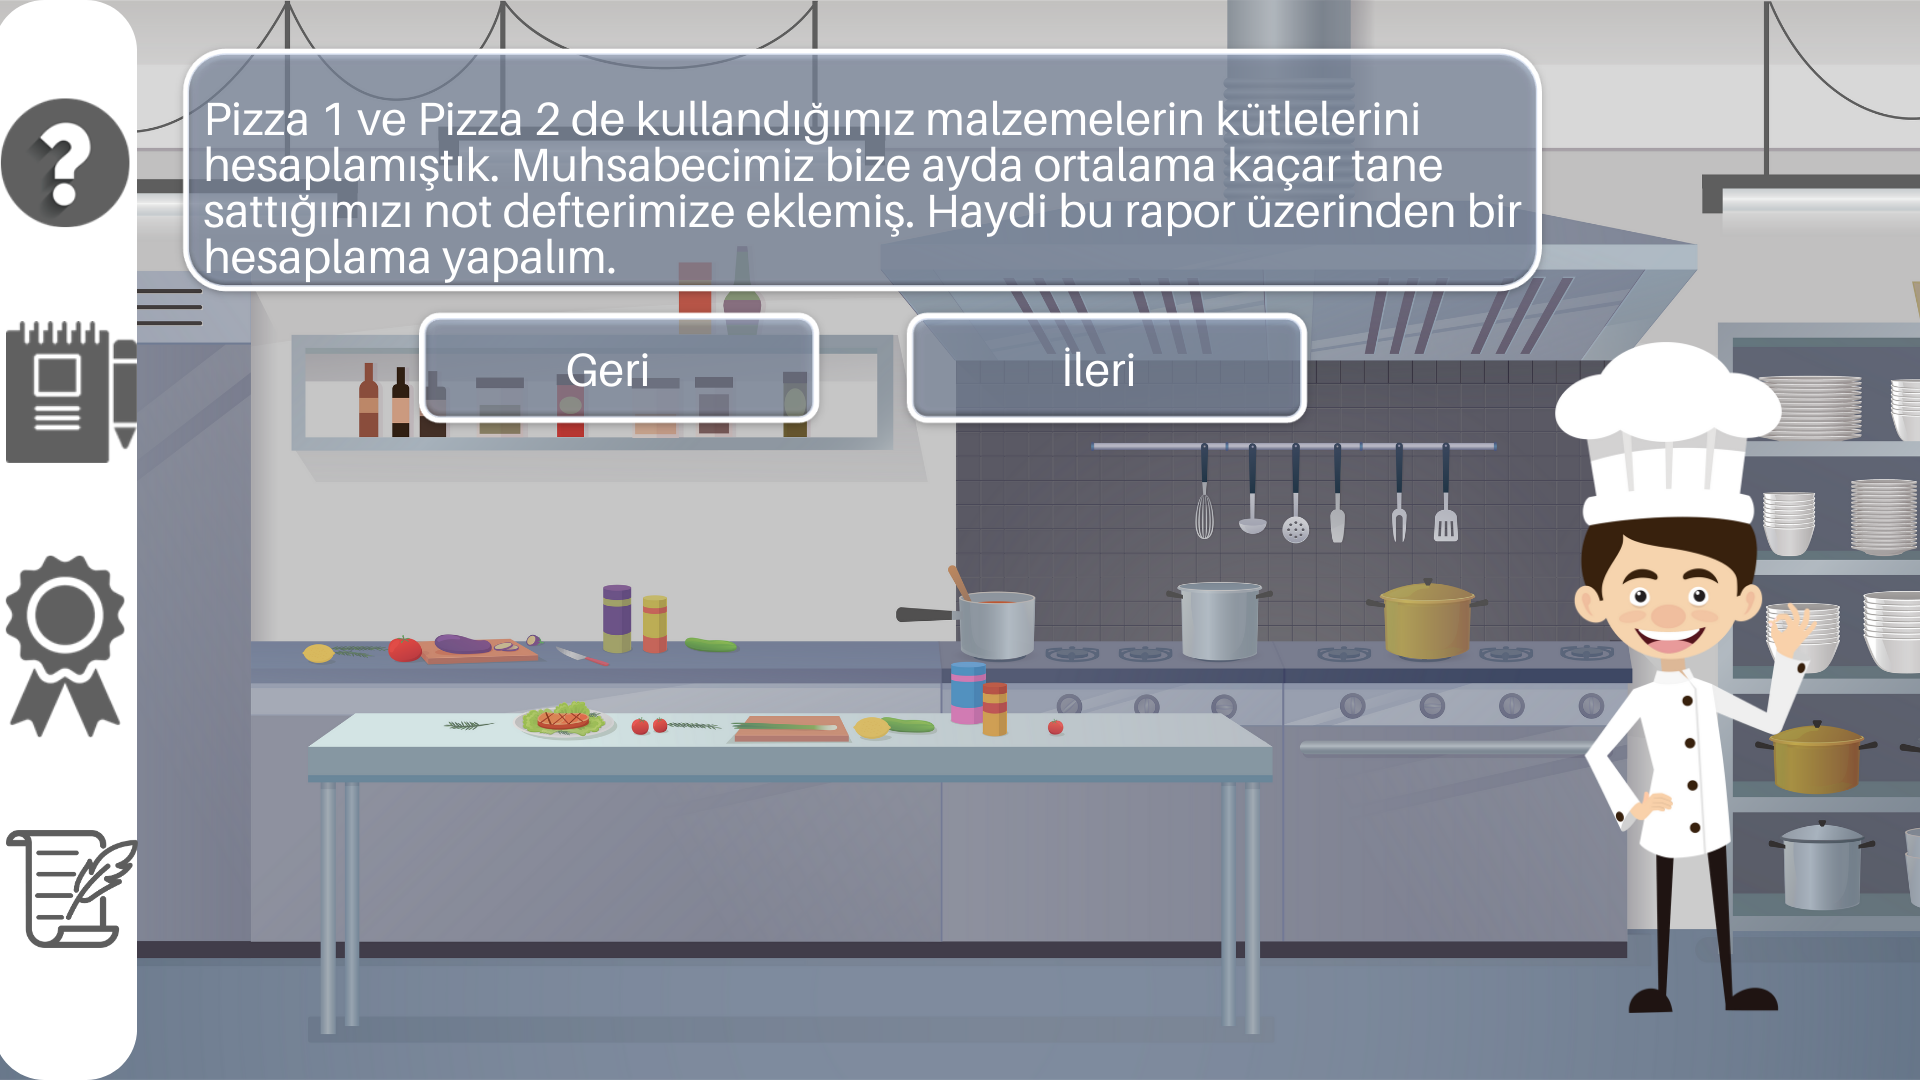 Pizza 1 ve Pizza 2 de kullandığımız malzemelerin kütlelerini
hesaplamıştık. Muhsabecimiz bize ayda ortalama kaçar tane
sattığımızı not defterimize eklemiş. Haydi bu rapor üzerinden bir
hesaplama yapalım.
Geri
İleri